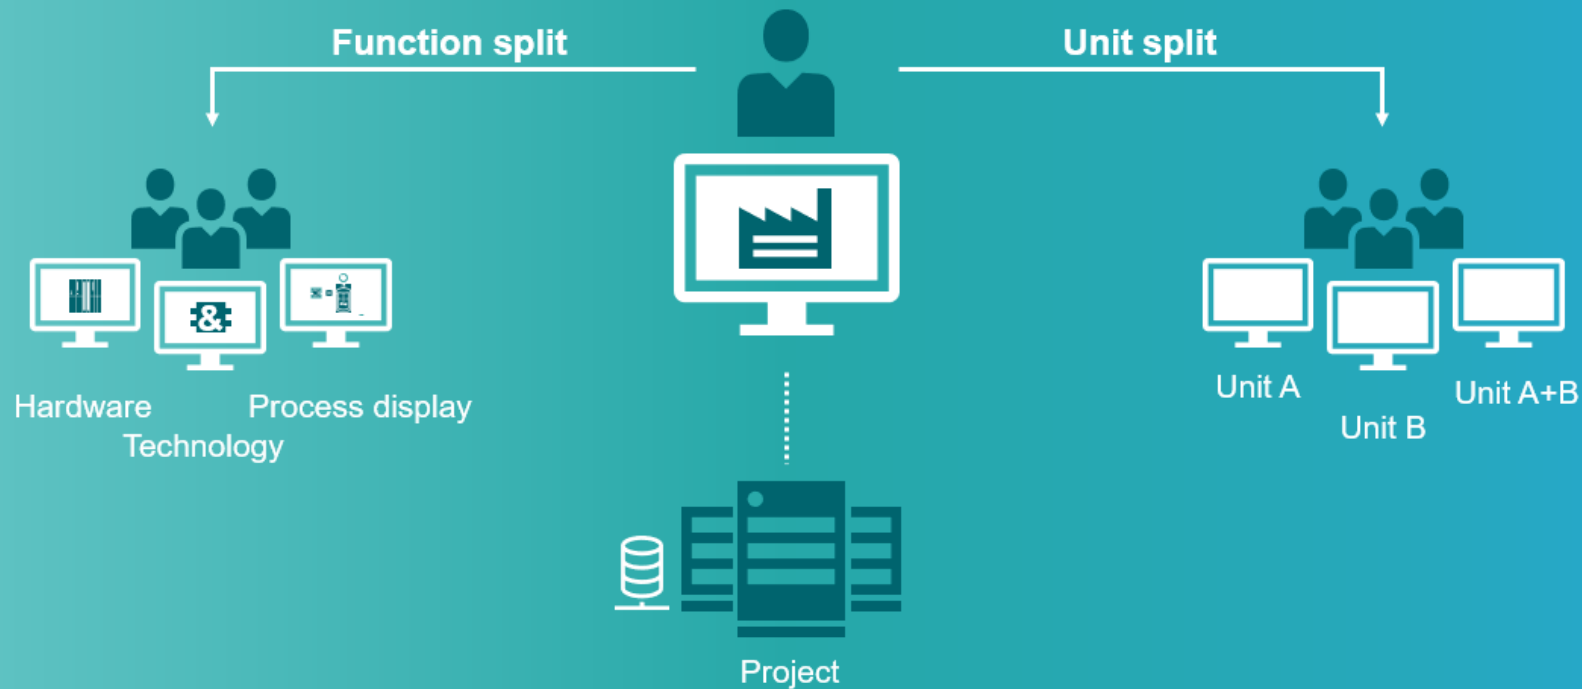 Function split
Unit split
&
Hardware
Process display
Technology
Unit A
Unit B
Unit A+B
Project